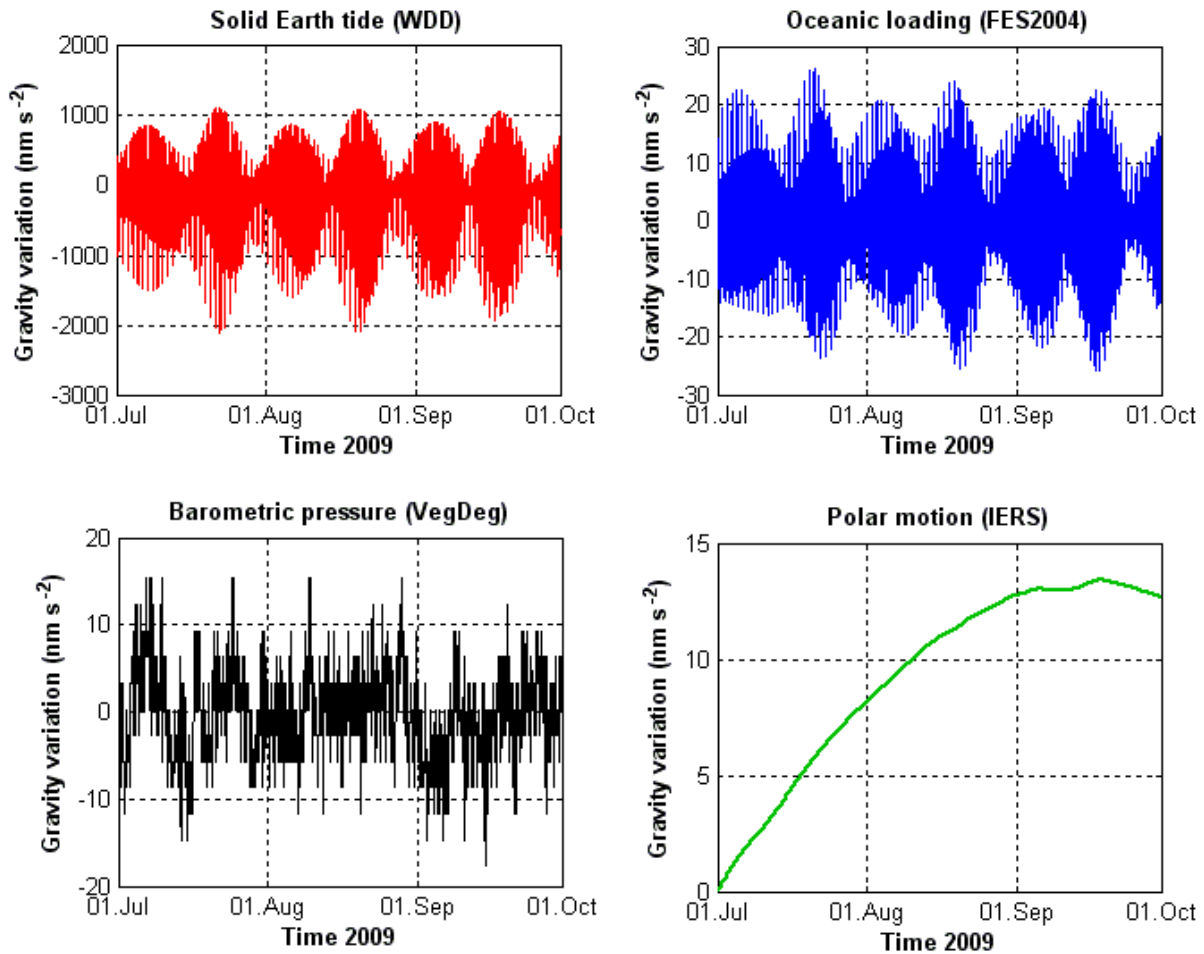 Solid Earth tide (WDD)
Gravity variation (nm s-2)
2000
1000
0
-1000
-2000
-3000
01.Jul 01.Aug 01.Sep 01.Oct
Time 2009
Oceanic loading (FES2004)
Gravity variation (nm s-2)
30
20
10
0
-10
-20
-30
01.Jul 01.Aug 01.Sep 01.Oct
Time 2009
Barometric pressure (VegDeg)
Gravity variation (nm s-2)
20
10
0
-10
-20
01.Jul 01.Aug 01.Sep 01.Oct
Time 2009
Polar motion (IERS)
Gravity variation (nm s-2)
15
10
5
0
01.Jul 01.Aug 01.Sep 01.Oct
Time 2009